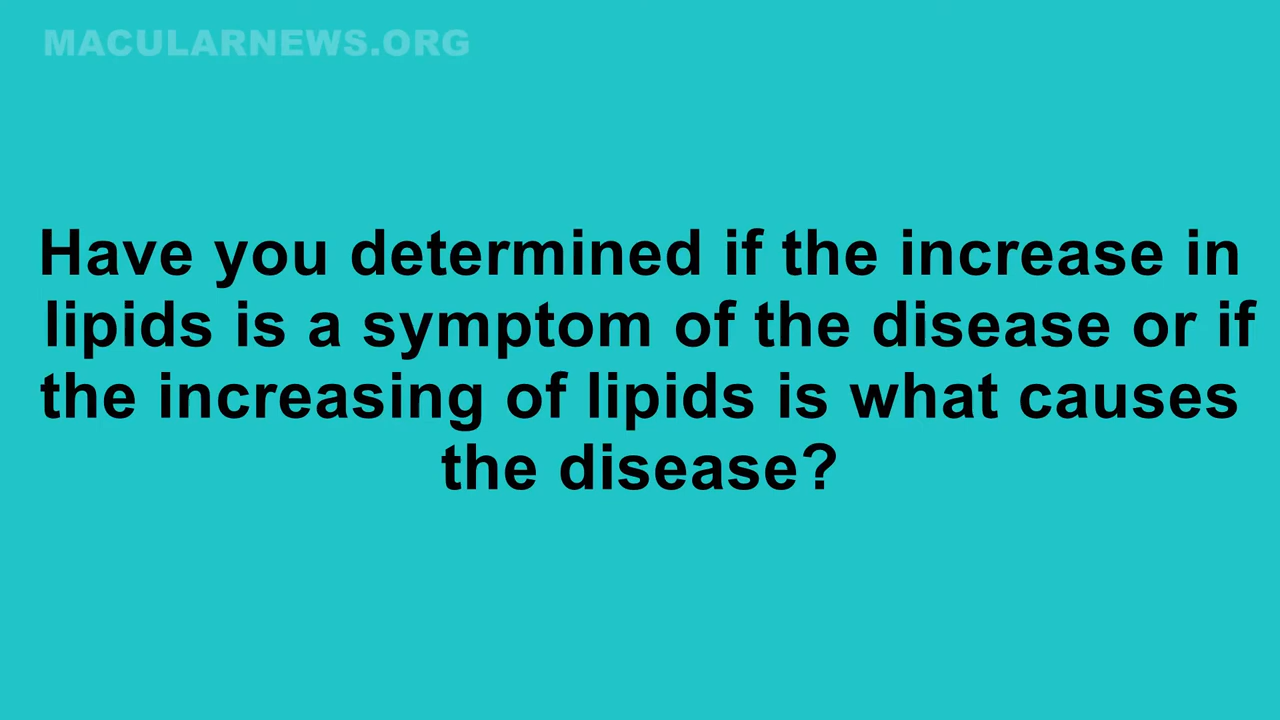 MACULARNEWS.ORG
Have you determined if the increase in
lipids is a symptom of the disease or if
the increasing of lipids is what causes
the disease?